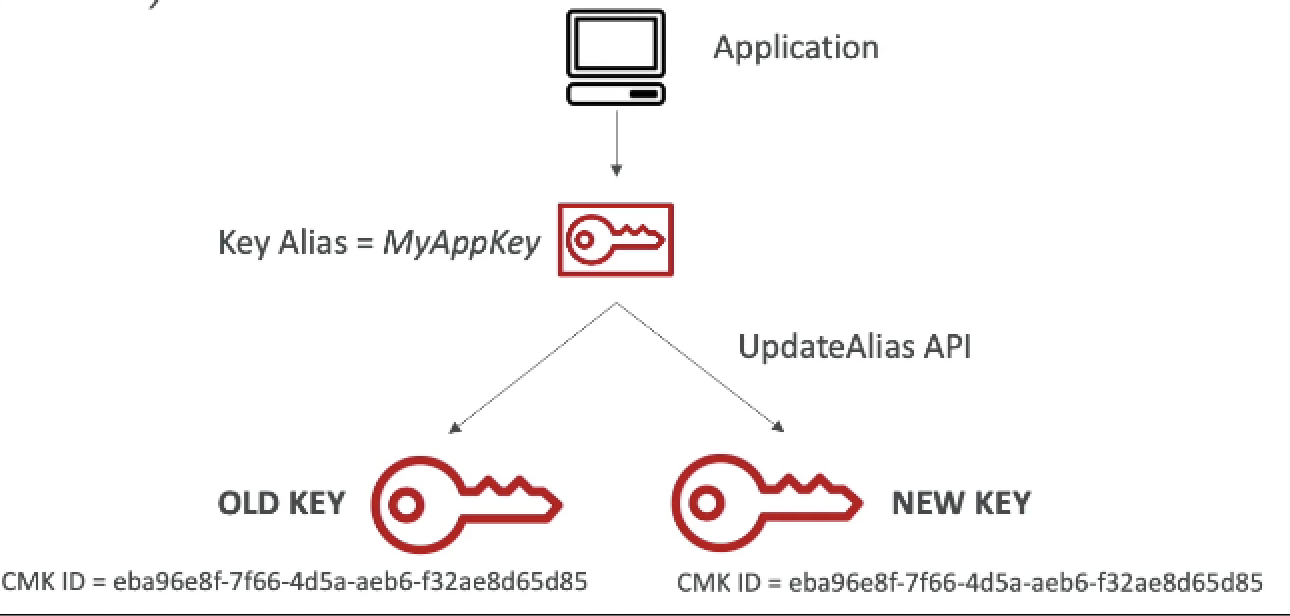 Application
Key Alias = MyAppKey
UpdateAlias API
OLD KEY
NEW KEY
CMK ID = eba96e8f-7f66-4d5a-aeb6-f32ae8d65d85
CMK ID = eba96e8f-7f66-4d5a-aeb6-f32ae8d65d85